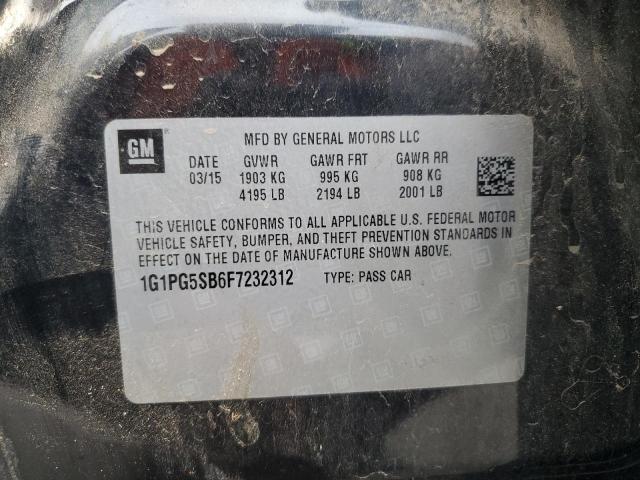 GM ®
MFD BY GENERAL MOTORS LLC
DATE GVWR GAWR FRT GAWR RR
03/15 1903 KG 995 KG 908 KG
4195 LB 2194 LB 2001 LB
THIS VEHICLE CONFORMS TO ALL APPLICABLE U.S. FEDERAL MOTOR
VEHICLE SAFETY, BUMPER, AND THEFT PREVENTION STANDARDS IN
EFFECT ON THE DATE OF MANUFACTURE SHOWN ABOVE.
1G1PG5SB6F7232312 TYPE: PASS CAR